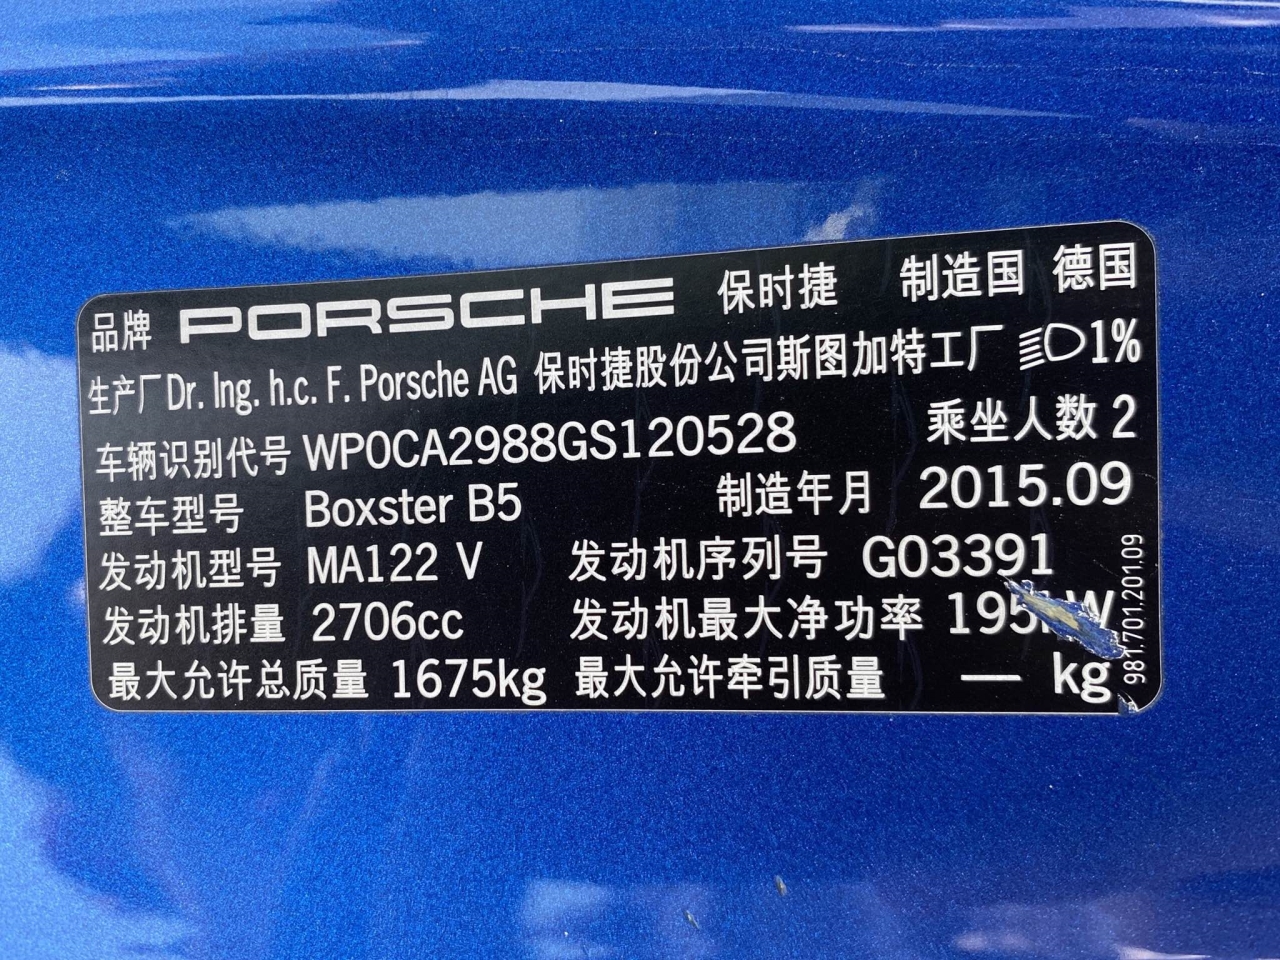 品牌 PORSCHE 保时捷 制造国 德国
生产厂 Dr. Ing. h.c. F. Porsche AG 保时捷股份公司斯图加特工厂 1%
车辆识别代号 WP0CA2988GS120528 乘坐人数 2
整车型号 Boxster B5 制造年月 2015.09
发动机型号 MA122 V 发动机序列号 G03391
发动机排量 2706cc 发动机最大净功率 195kW
最大允许总质量 1675kg 最大允许牵引质量 — kg
981.701.201.09